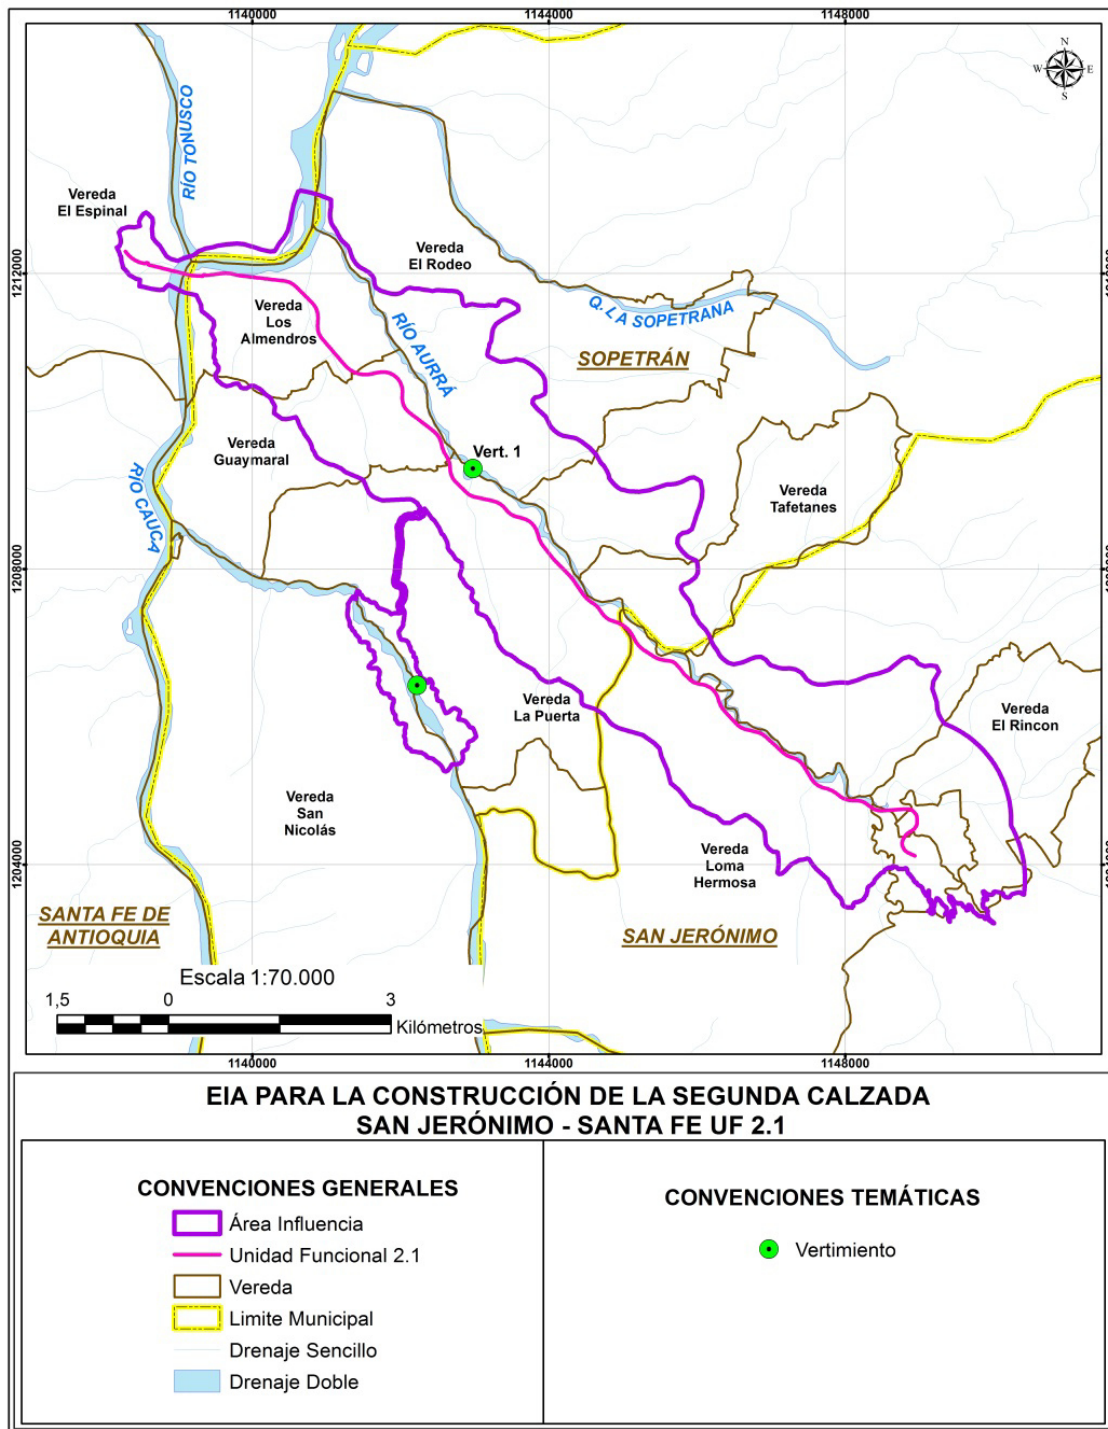 1140000
1144000
1148000
N
W
E
S
RÍO TONUSCO
Vereda
El Espinal
Vereda
El Rodeo
1212000
Vereda
Los
Almendros
RÍO AURRÁ
Q. LA SOPETRANA
SOPETRÁN
Vereda
Guaymaral
Vert. 1
RÍO CAUCA
Vereda
Tafetanes
1208000
Vereda
La Puerta
Vereda
El Rincon
Vereda
San
Nicolás
Vereda
Loma
Hermosa
1204000
SANTA FE DE
ANTIOQUIA
SAN JERÓNIMO
Escala 1:70.000
1,5
0
3
Kilómetros
1140000
1144000
1148000
EIA PARA LA CONSTRUCCIÓN DE LA SEGUNDA CALZADA
SAN JERÓNIMO - SANTA FE UF 2.1
CONVENCIONES GENERALES
Área Influencia
Unidad Funcional 2.1
Vereda
Limite Municipal
Drenaje Sencillo
Drenaje Doble
CONVENCIONES TEMÁTICAS
Vertimiento